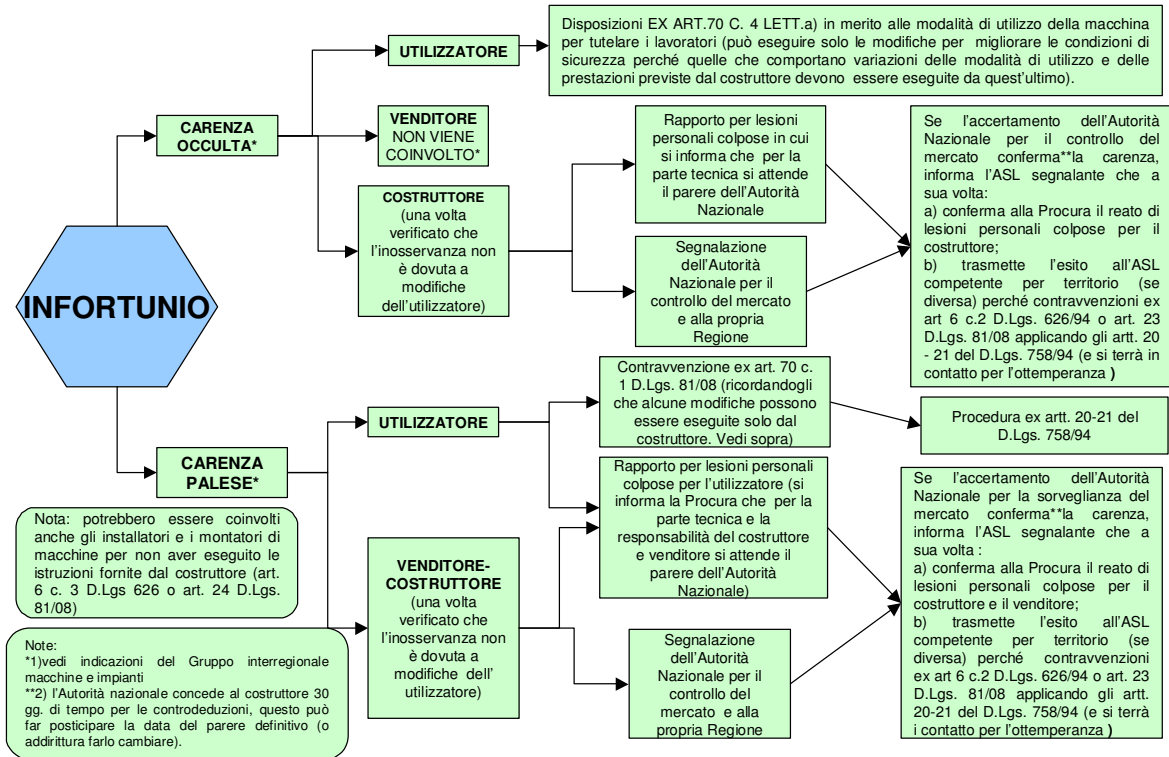 Disposizioni EX ART.70 C. 4 LETT.a) in merito alle modalità di utilizzo della macchina
per tutelare i lavoratori (può eseguire solo le modifiche per migliorare le condizioni di
sicurezza perché quelle che comportano variazioni delle modalità di utilizzo e delle
prestazioni previste dal costruttore devono essere eseguite da quest'ultimo).
UTILIZZATORE
CARENZA
OCCULTA*
VENDITORE
NON VIENE
COINVOLTO*
COSTRUTTORE
(una volta
verificato che
l'inosservanza non
è dovuta a
modifiche
dell'utilizzatore)
Rapporto per lesioni
personali colpose in cui
si informa che per la
parte tecnica si attende
il parere dell'Autorità
Nazionale
Segnalazione
dell'Autorità
Nazionale per il
controllo del mercato
e alla propria
Regione
Se l'accertamento dell'Autorità
Nazionale per il controllo del
mercato conferma**la carenza,
informa l'ASL segnalante che a
sua volta:
a) conferma alla Procura il reato di
lesioni personali colpose per il
costruttore;
b) trasmette l'esito all'ASL
competente per territorio (se
diversa) perché contravvenzioni ex
art 6 c.2 D.Lgs. 626/94 o art. 23
D.Lgs. 81/08 applicando gli artt. 20
- 21 del D.Lgs. 758/94 (e si terrà in
contatto per l'ottemperanza )
INFORTUNIO
CARENZA
PALESE*
UTILIZZATORE
Contravvenzione ex art. 70 c.
1 D.Lgs. 81/08 (ricordandogli
che alcune modifiche possono
essere eseguite solo dal
costruttore. Vedi sopra)
Procedura ex artt. 20-21 del
D.Lgs. 758/94
Rapporto per lesioni personali
colpose per l'utilizzatore (si
informa la Procura che per la
parte tecnica e la
responsabilità del costruttore
e venditore si attende il
parere dell'Autorità
Nazionale)
VENDITORE-
COSTRUTTORE
(una volta
verificato che
l'inosservanza non
è dovuta a
modifiche dell'
utilizzatore)
Segnalazione
dell'Autorità
Nazionale per il
controllo del
mercato e alla
propria Regione
Se l'accertamento dell'Autorità
Nazionale per la sorveglianza del
mercato conferma**la carenza,
informa l'ASL segnalante che a
sua volta :
a) conferma alla Procura il reato di
lesioni personali colpose per il
costruttore e il venditore;
b) trasmette l'esito all'ASL
competente per territorio (se
diversa) perché contravvenzioni
ex art 6 c.2 D.Lgs. 626/94 o art. 23
D.Lgs. 81/08 applicando gli artt.
20-21 del D.Lgs. 758/94 (e si terrà
i contatto per l'ottemperanza )
Nota: potrebbero essere coinvolti
anche gli installatori e i montatori di
macchine per non aver eseguito le
istruzioni fornite dal costruttore (art.
6 c. 3 D.Lgs 626 o art. 24 D.Lgs.
81/08)
Note:
*1)vedi indicazioni del Gruppo interregionale
macchine e impianti
**2) l'Autorità nazionale concede al costruttore 30
gg. di tempo per le controdeduzioni, questo può
far posticipare la data del parere definitivo (o
addirittura farlo cambiare).